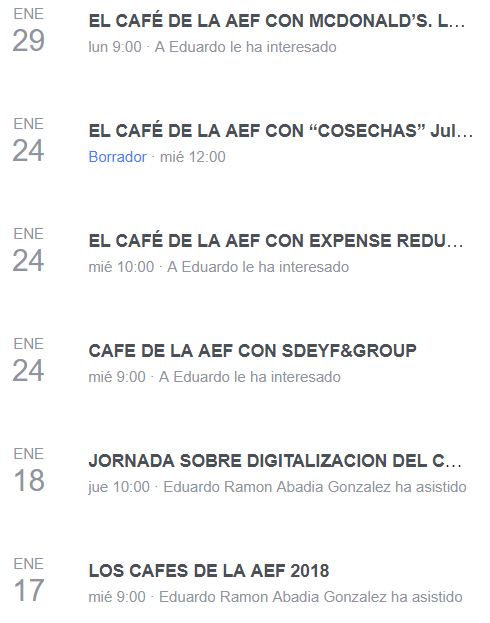 ENE
29
EL CAFÉ DE LA AEF CON MCDONALD’S. L...
lun 9:00 · A Eduardo le ha interesado
ENE
24
EL CAFÉ DE LA AEF CON “COSECHAS” Jul...
Borrador · mié 12:00
ENE
24
EL CAFÉ DE LA AEF CON EXPENSE REDU...
mié 10:00 · A Eduardo le ha interesado
ENE
24
CAFE DE LA AEF CON SDEYF&GROUP
mié 9:00 · A Eduardo le ha interesado
ENE
18
JORNADA SOBRE DIGITALIZACION DEL C...
jue 10:00 · Eduardo Ramon Abadia Gonzalez ha asistido
ENE
17
LOS CAFES DE LA AEF 2018
mié 9:00 · Eduardo Ramon Abadia Gonzalez ha asistido